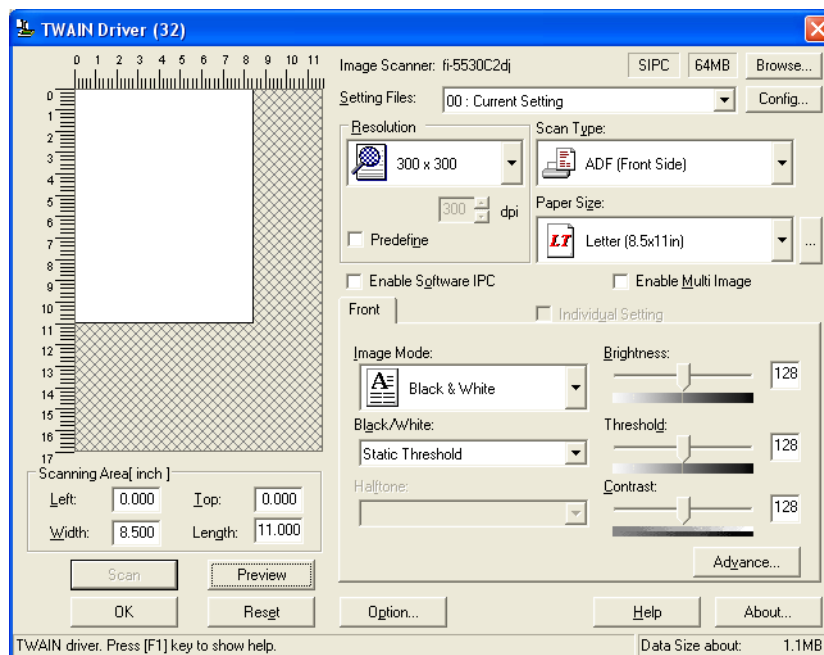 TWAIN Driver (32)
0 1 2 3 4 5 6 7 8 9 10 11
0
1
2
3
4
5
6
7
8
9
10
11
12
13
14
15
16
17
Image Scanner: fi-5530C2dj
SIPC
64MB
Browse...
Setting Files:
00 : Current Setting
Config...
Resolution
300 x 300
300 dpi
Predefine
Scan Type:
ADF (Front Side)
Paper Size:
LT Letter (8.5x11in)
...
Enable Software IPC
Enable Multi Image
Front
Individual Setting
Image Mode:
A Black & White
Black/White:
Static Threshold
Halftone:
Brightness:
128
Threshold:
128
Contrast:
128
Advance...
Scanning Area[ inch ]
Left: 0.000 Top: 0.000
Width: 8.500 Length: 11.000
Scan
Preview
OK
Reset
Option...
Help
About...
TWAIN driver. Press [F1] key to show help.
Data Size about: 1.1MB